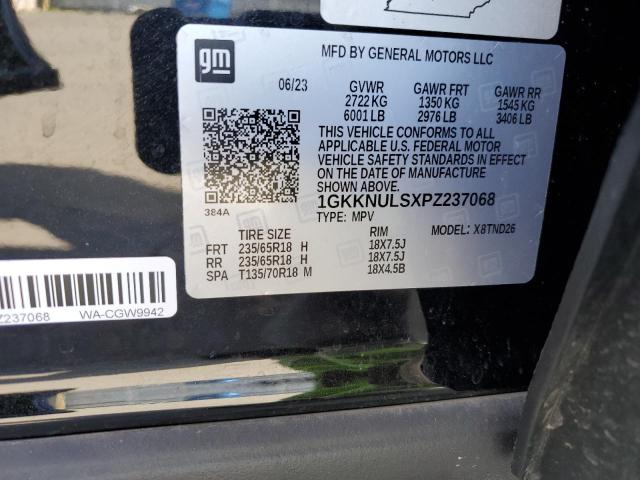 gm
MFD BY GENERAL MOTORS LLC
06/23 GVWR GAWR FRT GAWR RR
2722 KG 1350 KG 1545 KG
6001 LB 2976 LB 3406 LB
THIS VEHICLE CONFORMS TO ALL
APPLICABLE U.S. FEDERAL MOTOR
VEHICLE SAFETY STANDARDS IN EFFECT
ON THE DATE OF MANUFACTURE
SHOWN ABOVE.
384A
1GKKNULSXPZ237068
TYPE: MPV MODEL: X8TND26
TIRE SIZE RIM
FRT 235/65R18 H 18X7.5J
RR 235/65R18 H 18X7.5J
SPA T135/70R18 M 18X4.5B
Z237068 WA-CGW9942